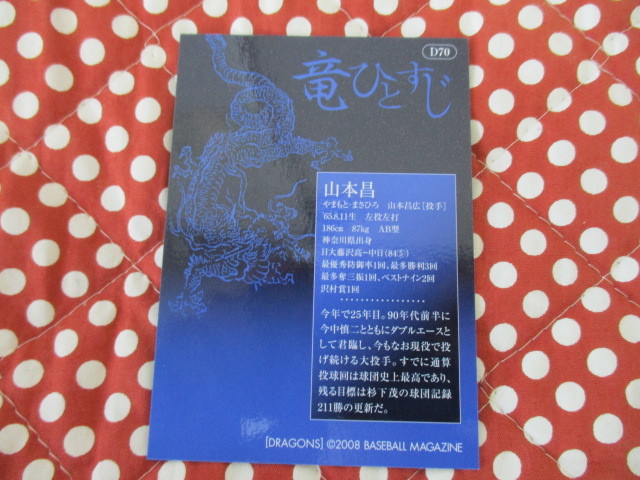 D70
竜ひとすじ
山本昌
やまもと・まさひろ 山本昌広[投手]
'65.8.11生 左投左打
186cm 87kg AB型
神奈川県出身
日大藤沢高―中日(84⑤)
最優秀防御率1回、最多勝利3回
最多奪三振1回、ベストナイン2回
沢村賞1回
今年で25年目。90年代前半に
今中慎二とともにダブルエースと
して君臨し、今もなお現役で投
げ続ける大投手。すでに通算
投球回は球団史上最高であり、
残る目標は杉下茂の球団記録
211勝の更新だ。
[DRAGONS] ©2008 BASEBALL MAGAZINE